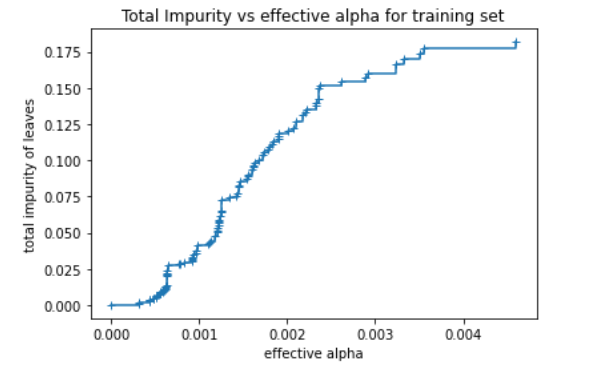 Total Impurity vs effective alpha for training set
0.175
0.150
0.125
0.100
0.075
0.050
0.025
0.000
total impurity of leaves
0.000 0.001 0.002 0.003 0.004
effective alpha